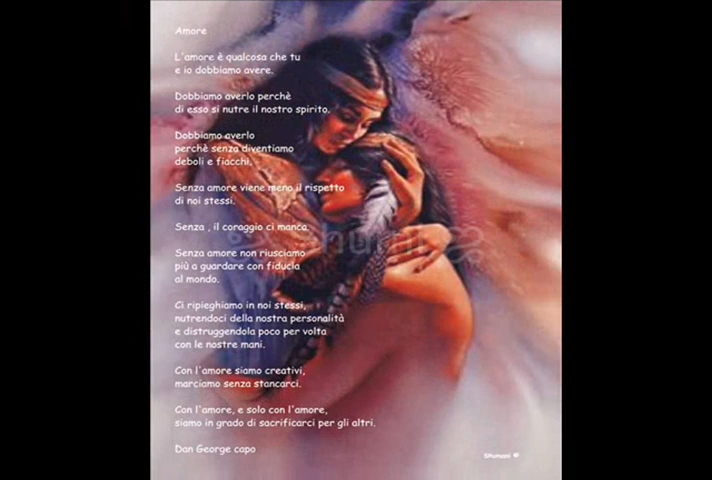 Amore
L'amore è qualcosa che tu
e io dobbiamo avere.
Dobbiamo averlo perchè
di esso si nutre il nostro spirito.
Dobbiamo averlo
perchè senza diventiamo
deboli e fiacchi.
Senza amore viene meno il rispetto
di noi stessi.
Senza , il coraggio ci manca.
Senza amore non riusciamo
più a guardare con fiducia
al mondo.
Ci ripieghiamo in noi stessi,
nutrendoci della nostra personalità
e distruggendola poco per volta
con le nostre mani.
Con l'amore siamo creativi,
marciamo senza stancarci.
Con l'amore, e solo con l'amore,
siamo in grado di sacrificarci per gli altri.
Dan George capo